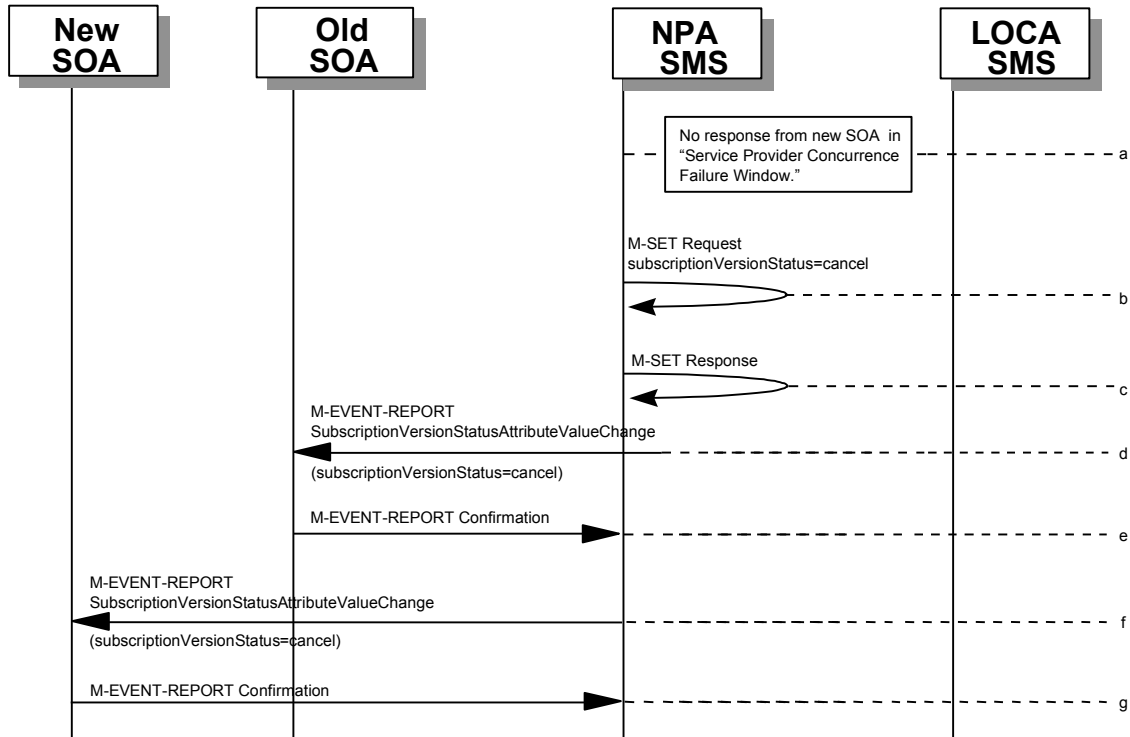 New
SOA
Old
SOA
NPA
SMS
LOCA
SMS
No response from new SOA in
“Service Provider Concurrence
Failure Window.”
a
M-SET Request
subscriptionVersionStatus=cancel
b
M-SET Response
c
M-EVENT-REPORT
SubscriptionVersionStatusAttributeValueChange
d
(subscriptionVersionStatus=cancel)
M-EVENT-REPORT Confirmation
e
M-EVENT-REPORT
SubscriptionVersionStatusAttributeValueChange
f
(subscriptionVersionStatus=cancel)
M-EVENT-REPORT Confirmation
g